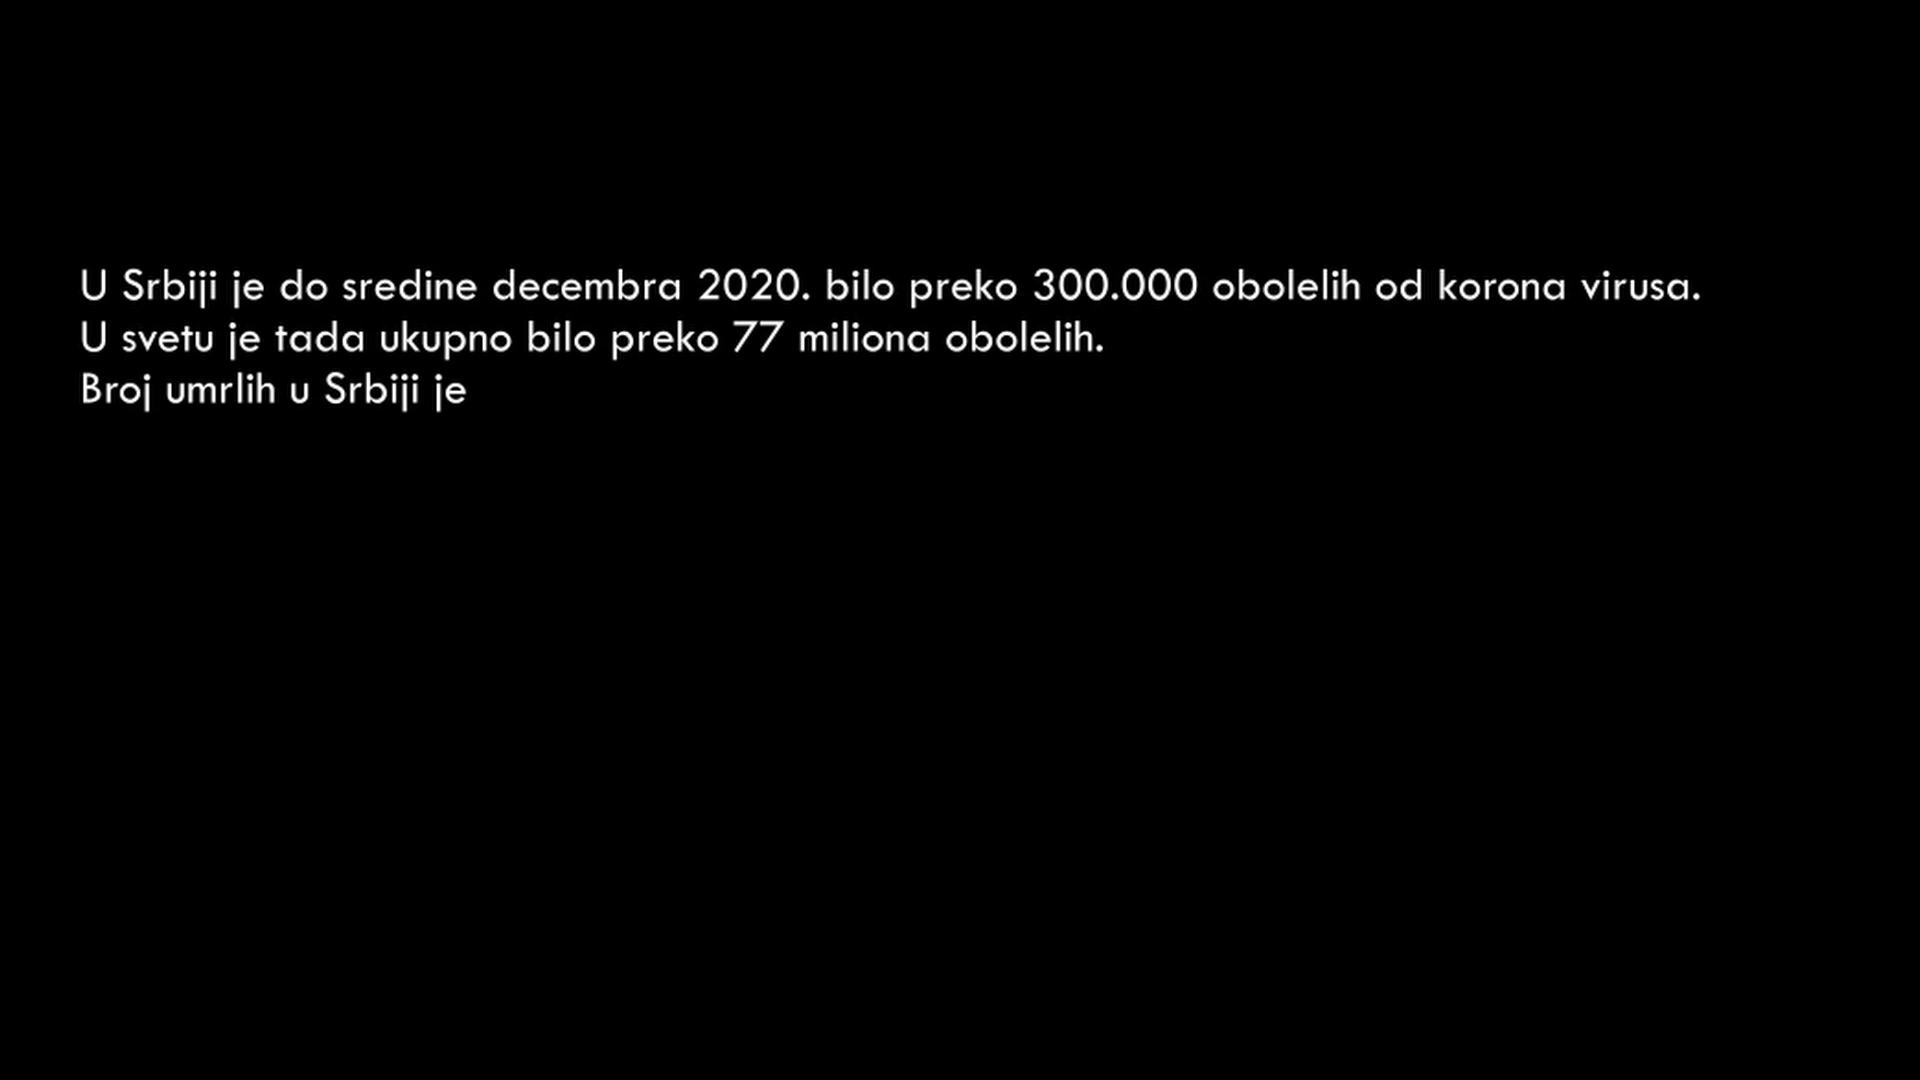 U Srbiji je do sredine decembra 2020. bilo preko 300.000 obolelih od korona virusa.
U svetu je tada ukupno bilo preko 77 miliona obolelih.
Broj umrlih u Srbiji je